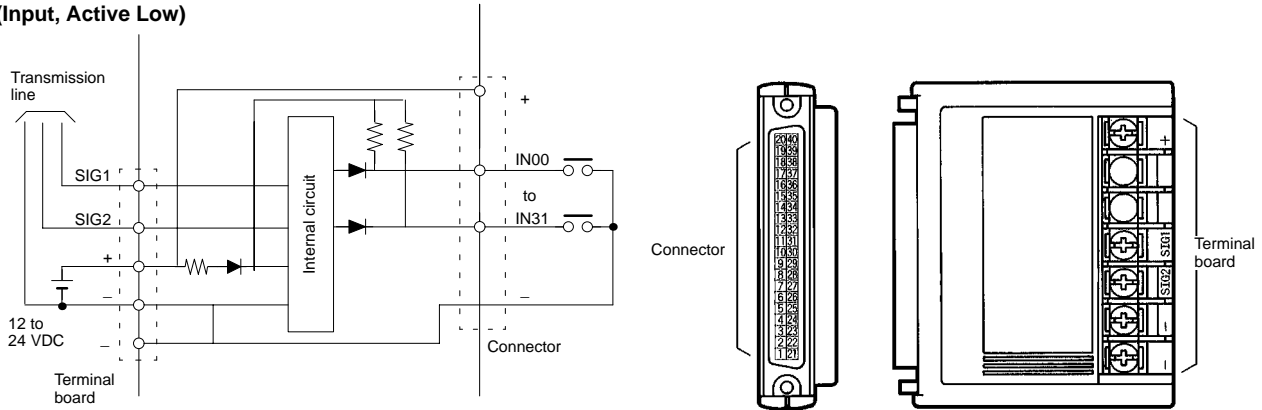 (Input, Active Low)
Transmission
line
SIG1
SIG2
+
–
12 to
24 VDC
–
Terminal
board
Internal circuit
+
IN00
to
IN31
–
Connector
Connector
20 40
19 39
18 38
17 37
16 36
15 35
14 34
13 33
12 32
11 31
10 30
9 29
8 28
7 27
6 26
5 25
4 24
3 23
2 22
1 21
+
SIG1
SIG2
–
–
Terminal
board